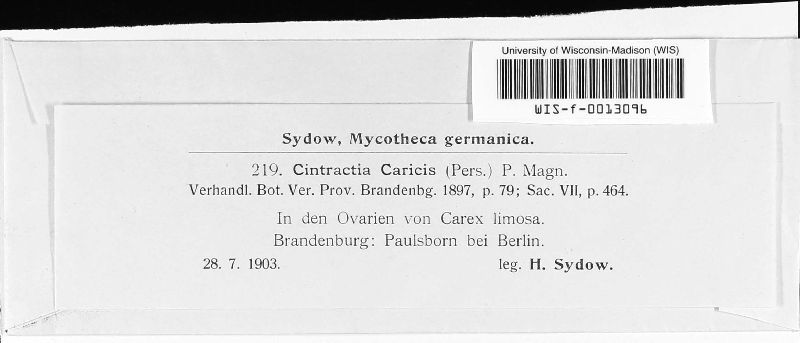 University of Wisconsin-Madison (WIS)
WIS-f-0013096
Sydow, Mycotheca germanica.
219. Cintractia Caricis (Pers.) P. Magn.
Verhandl. Bot. Ver. Prov. Brandenbg. 1897, p. 79; Sac. VII, p. 464.
In den Ovarien von Carex limosa.
Brandenburg: Paulsborn bei Berlin.
28. 7. 1903. leg. H. Sydow.